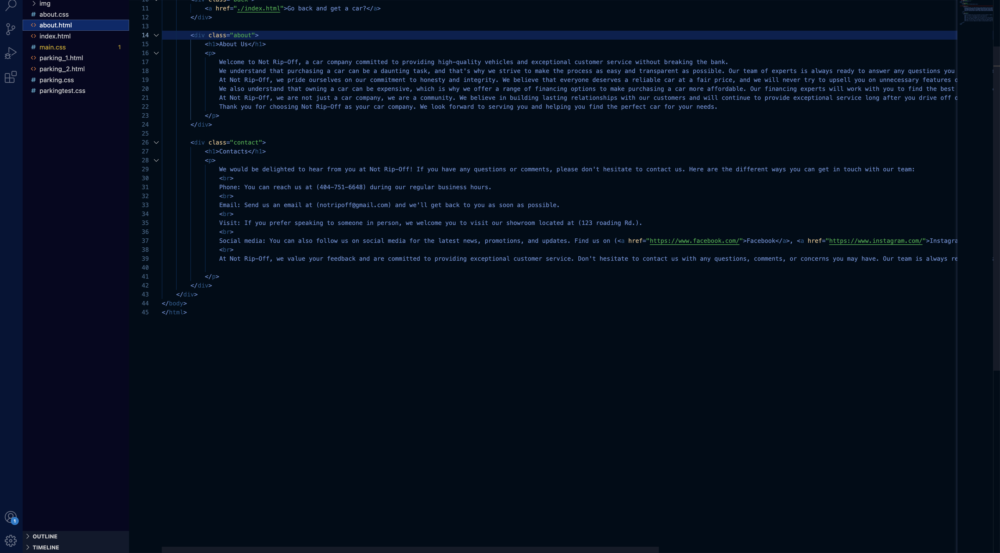 img
# about.css
<> about.html
<> index.html
# main.css 1
<> parking_1.html
<> parking_2.html
# parking.css
# parkingtest.css
1
OUTLINE
TIMELINE
11 <a href="./index.html">Go back and get a car?</a>
12 </div>
13
14 <div class="about">
15 <h1>About Us</h1>
16 <p>
17 Welcome to Not Rip-Off, a car company committed to providing high-quality vehicles and exceptional customer service without breaking the bank.
18 We understand that purchasing a car can be a daunting task, and that's why we strive to make the process as easy and transparent as possible. Our team of experts is always ready to answer any questions you
19 At Not Rip-Off, we pride ourselves on our commitment to honesty and integrity. We believe that everyone deserves a reliable car at a fair price, and we will never try to upsell you on unnecessary features
20 We also understand that owning a car can be expensive, which is why we offer a range of financing options to make purchasing a car more affordable. Our financing experts will work with you to find the best
21 At Not Rip-Off, we are not just a car company, we are a community. We believe in building lasting relationships with our customers and will continue to provide exceptional service long after you drive off
22 Thank you for choosing Not Rip-Off as your car company. We look forward to serving you and helping you find the perfect car for your needs.
23 </p>
24 </div>
25
26 <div class="contact">
27 <h1>Contacts</h1>
28 <p>
29 We would be delighted to hear from you at Not Rip-Off! If you have any questions or comments, please don't hesitate to contact us. Here are the different ways you can get in touch with our team:
30 <br>
31 Phone: You can reach us at (404-751-6648) during our regular business hours.
32 <br>
33 Email: Send us an email at (notripoff@gmail.com) and we'll get back to you as soon as possible.
34 <br>
35 Visit: If you prefer speaking to someone in person, we welcome you to visit our showroom located at (123 roading Rd.).
36 <br>
37 Social media: You can also follow us on social media for the latest news, promotions, and updates. Find us on (<a href="https://www.facebook.com/">Facebook</a>, <a href="https://www.instagram.com/">Instagra
38 <br>
39 At Not Rip-Off, we value your feedback and are committed to providing exceptional customer service. Don't hesitate to contact us with any questions, comments, or concerns you may have. Our team is always re
40
41 </p>
42 </div>
43 </div>
44 </body>
45 </html>